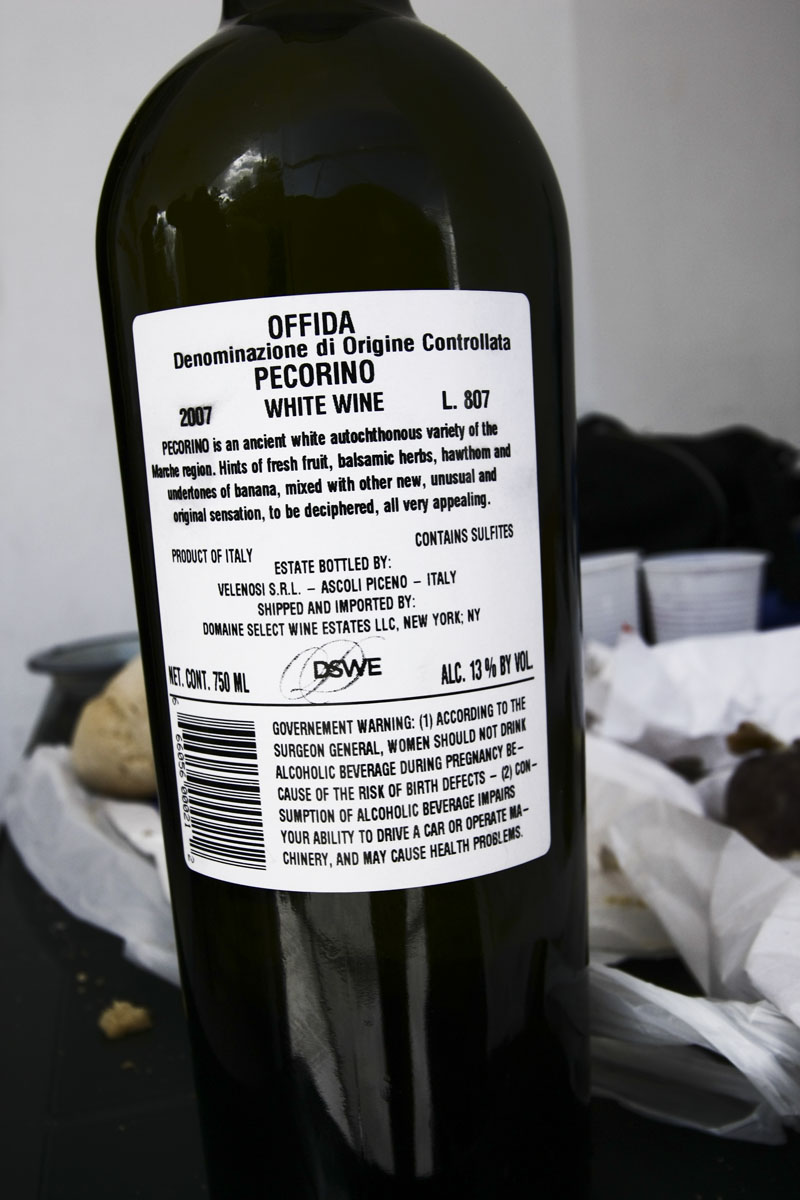 OFFIDA
Denominazione di Origine Controllata
PECORINO
2007 WHITE WINE L. 807
PECORINO is an ancient white autochthonous variety of the
Marche region. Hints of fresh fruit, balsamic herbs, hawthorn and
undertones of banana, mixed with other new, unusual and
original sensation, to be deciphered, all very appealing.
CONTAINS SULFITES
PRODUCT OF ITALY
ESTATE BOTTLED BY:
VELENOSI S.R.L. – ASCOLI PICENO – ITALY
SHIPPED AND IMPORTED BY:
DOMAINE SELECT WINE ESTATES LLC, NEW YORK; NY
NET. CONT. 750 ML DSWE ALC. 13 % BY VOL.
GOVERNEMENT WARNING: (1) ACCORDING TO THE
SURGEON GENERAL, WOMEN SHOULD NOT DRINK
ALCOHOLIC BEVERAGE DURING PREGNANCY BE-
CAUSE OF THE RISK OF BIRTH DEFECTS – (2) CON-
SUMPTION OF ALCOHOLIC BEVERAGE IMPAIRS
YOUR ABILITY TO DRIVE A CAR OR OPERATE MA-
CHINERY, AND MAY CAUSE HEALTH PROBLEMS.
6 66056 00021 2